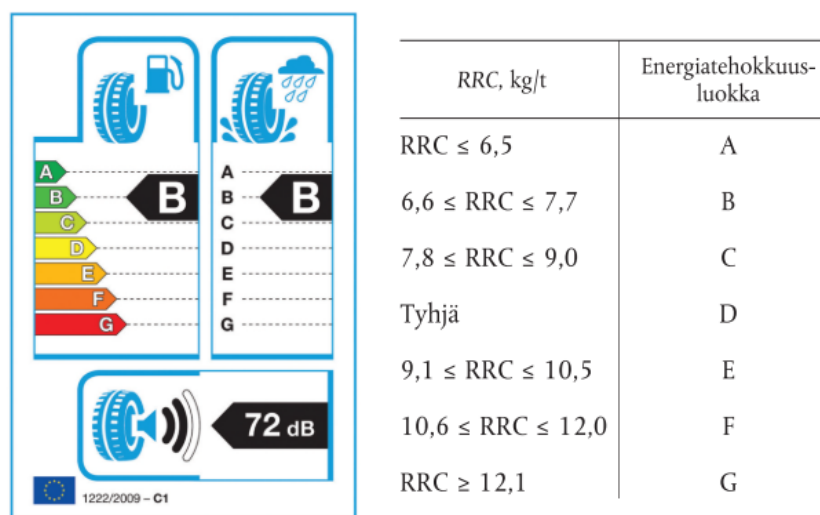 A
B
C
D
E
F
G
B
A
B
C
D
E
F
G
B
72 dB
1222/2009 – C1
RRC, kg/t
Energiatehokkuus-
luokka
RRC ≤ 6,5 A
6,6 ≤ RRC ≤ 7,7 B
7,8 ≤ RRC ≤ 9,0 C
Tyhjä D
9,1 ≤ RRC ≤ 10,5 E
10,6 ≤ RRC ≤ 12,0 F
RRC ≥ 12,1 G